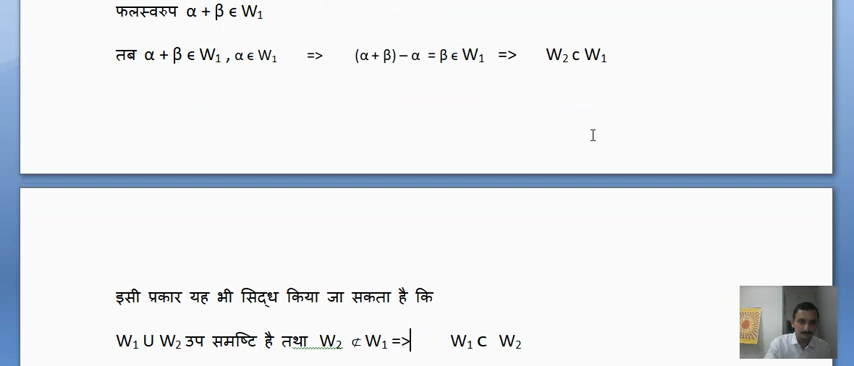 फलस्वरुप α + β ϵ W₁
तब α + β ϵ W₁ , α ϵ W₁ => (α + β) – α = β ϵ W₁ => W₂ c W₁
इसी प्रकार यह भी सिद्ध किया जा सकता है कि
W₁ U W₂ उप समष्टि है तथा W₂ ⊄ W₁ => W₁ c W₂